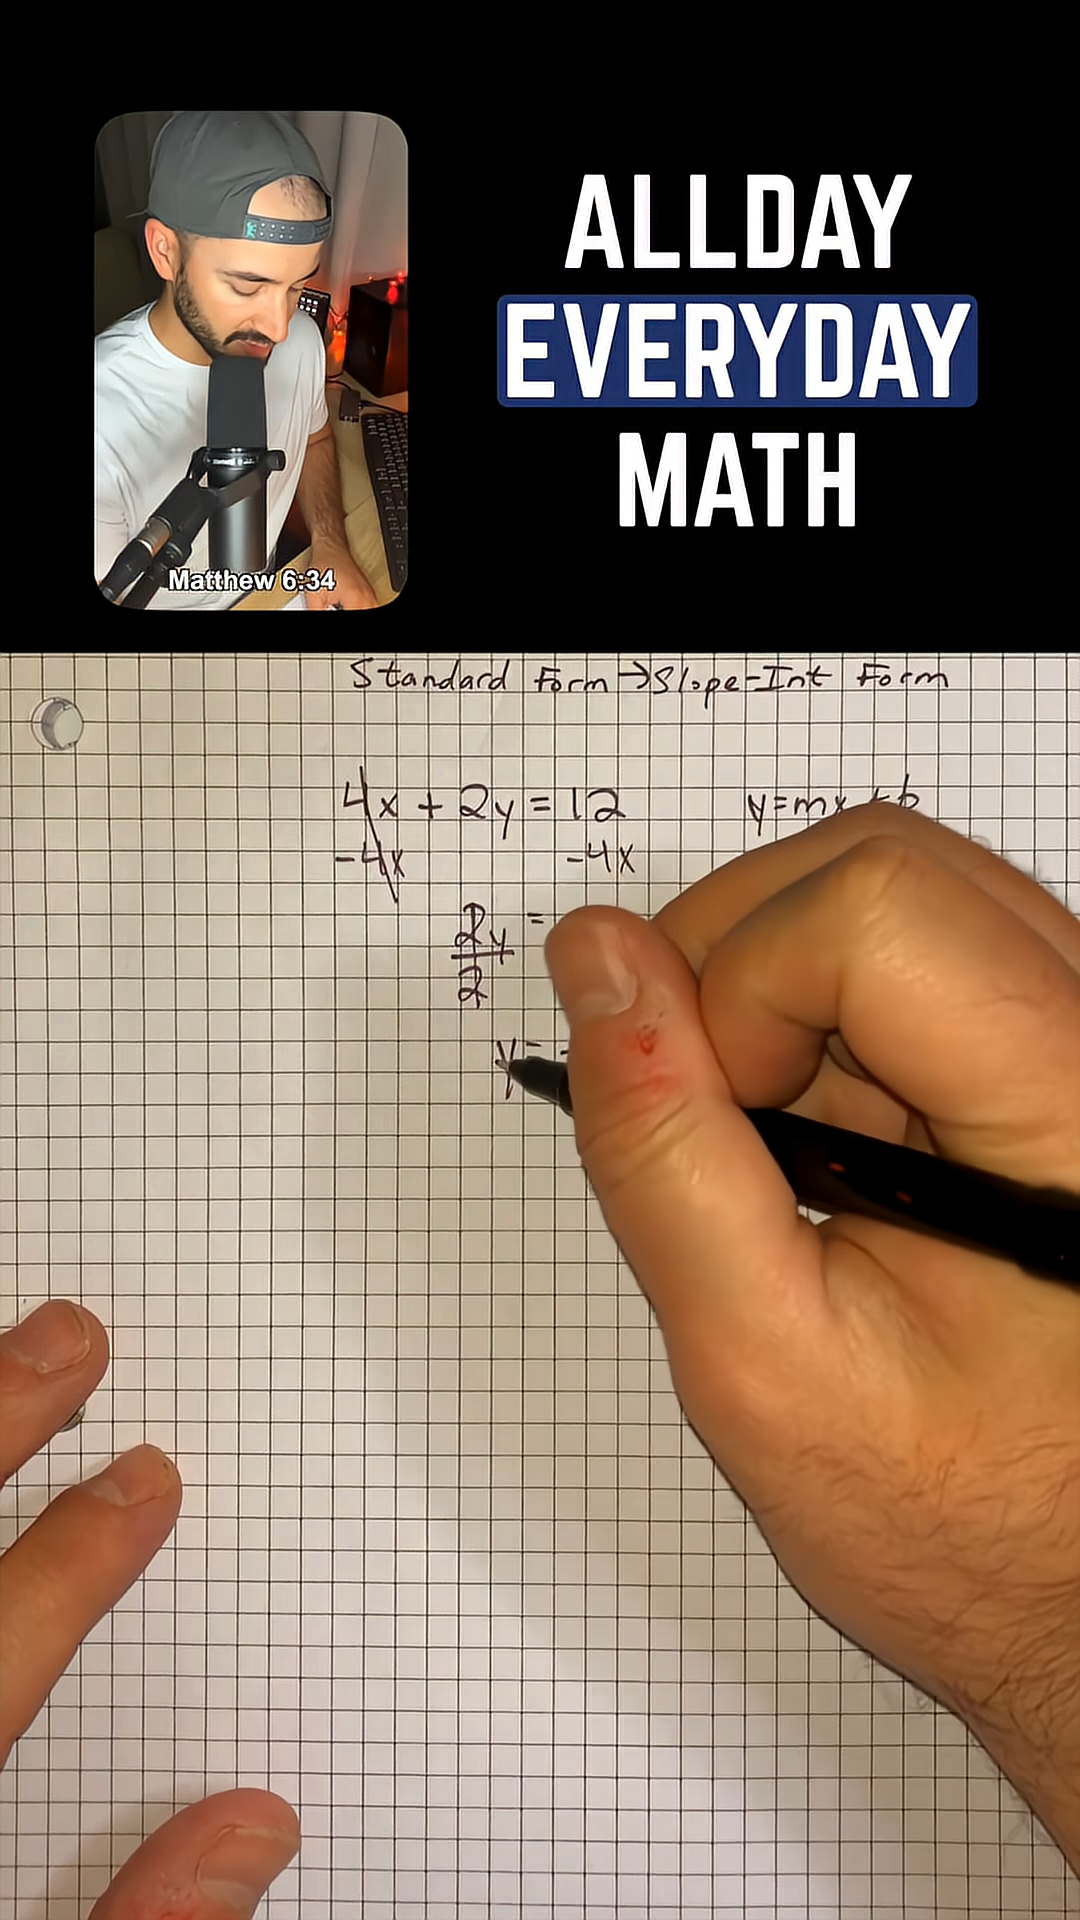 ALLDAY
EVERYDAY
MATH
Matthew 6:34
Standard Form→Slope-Int Form
4x + 2y = 12
y=mx+b
-4x -4x
2y =
2
y= -